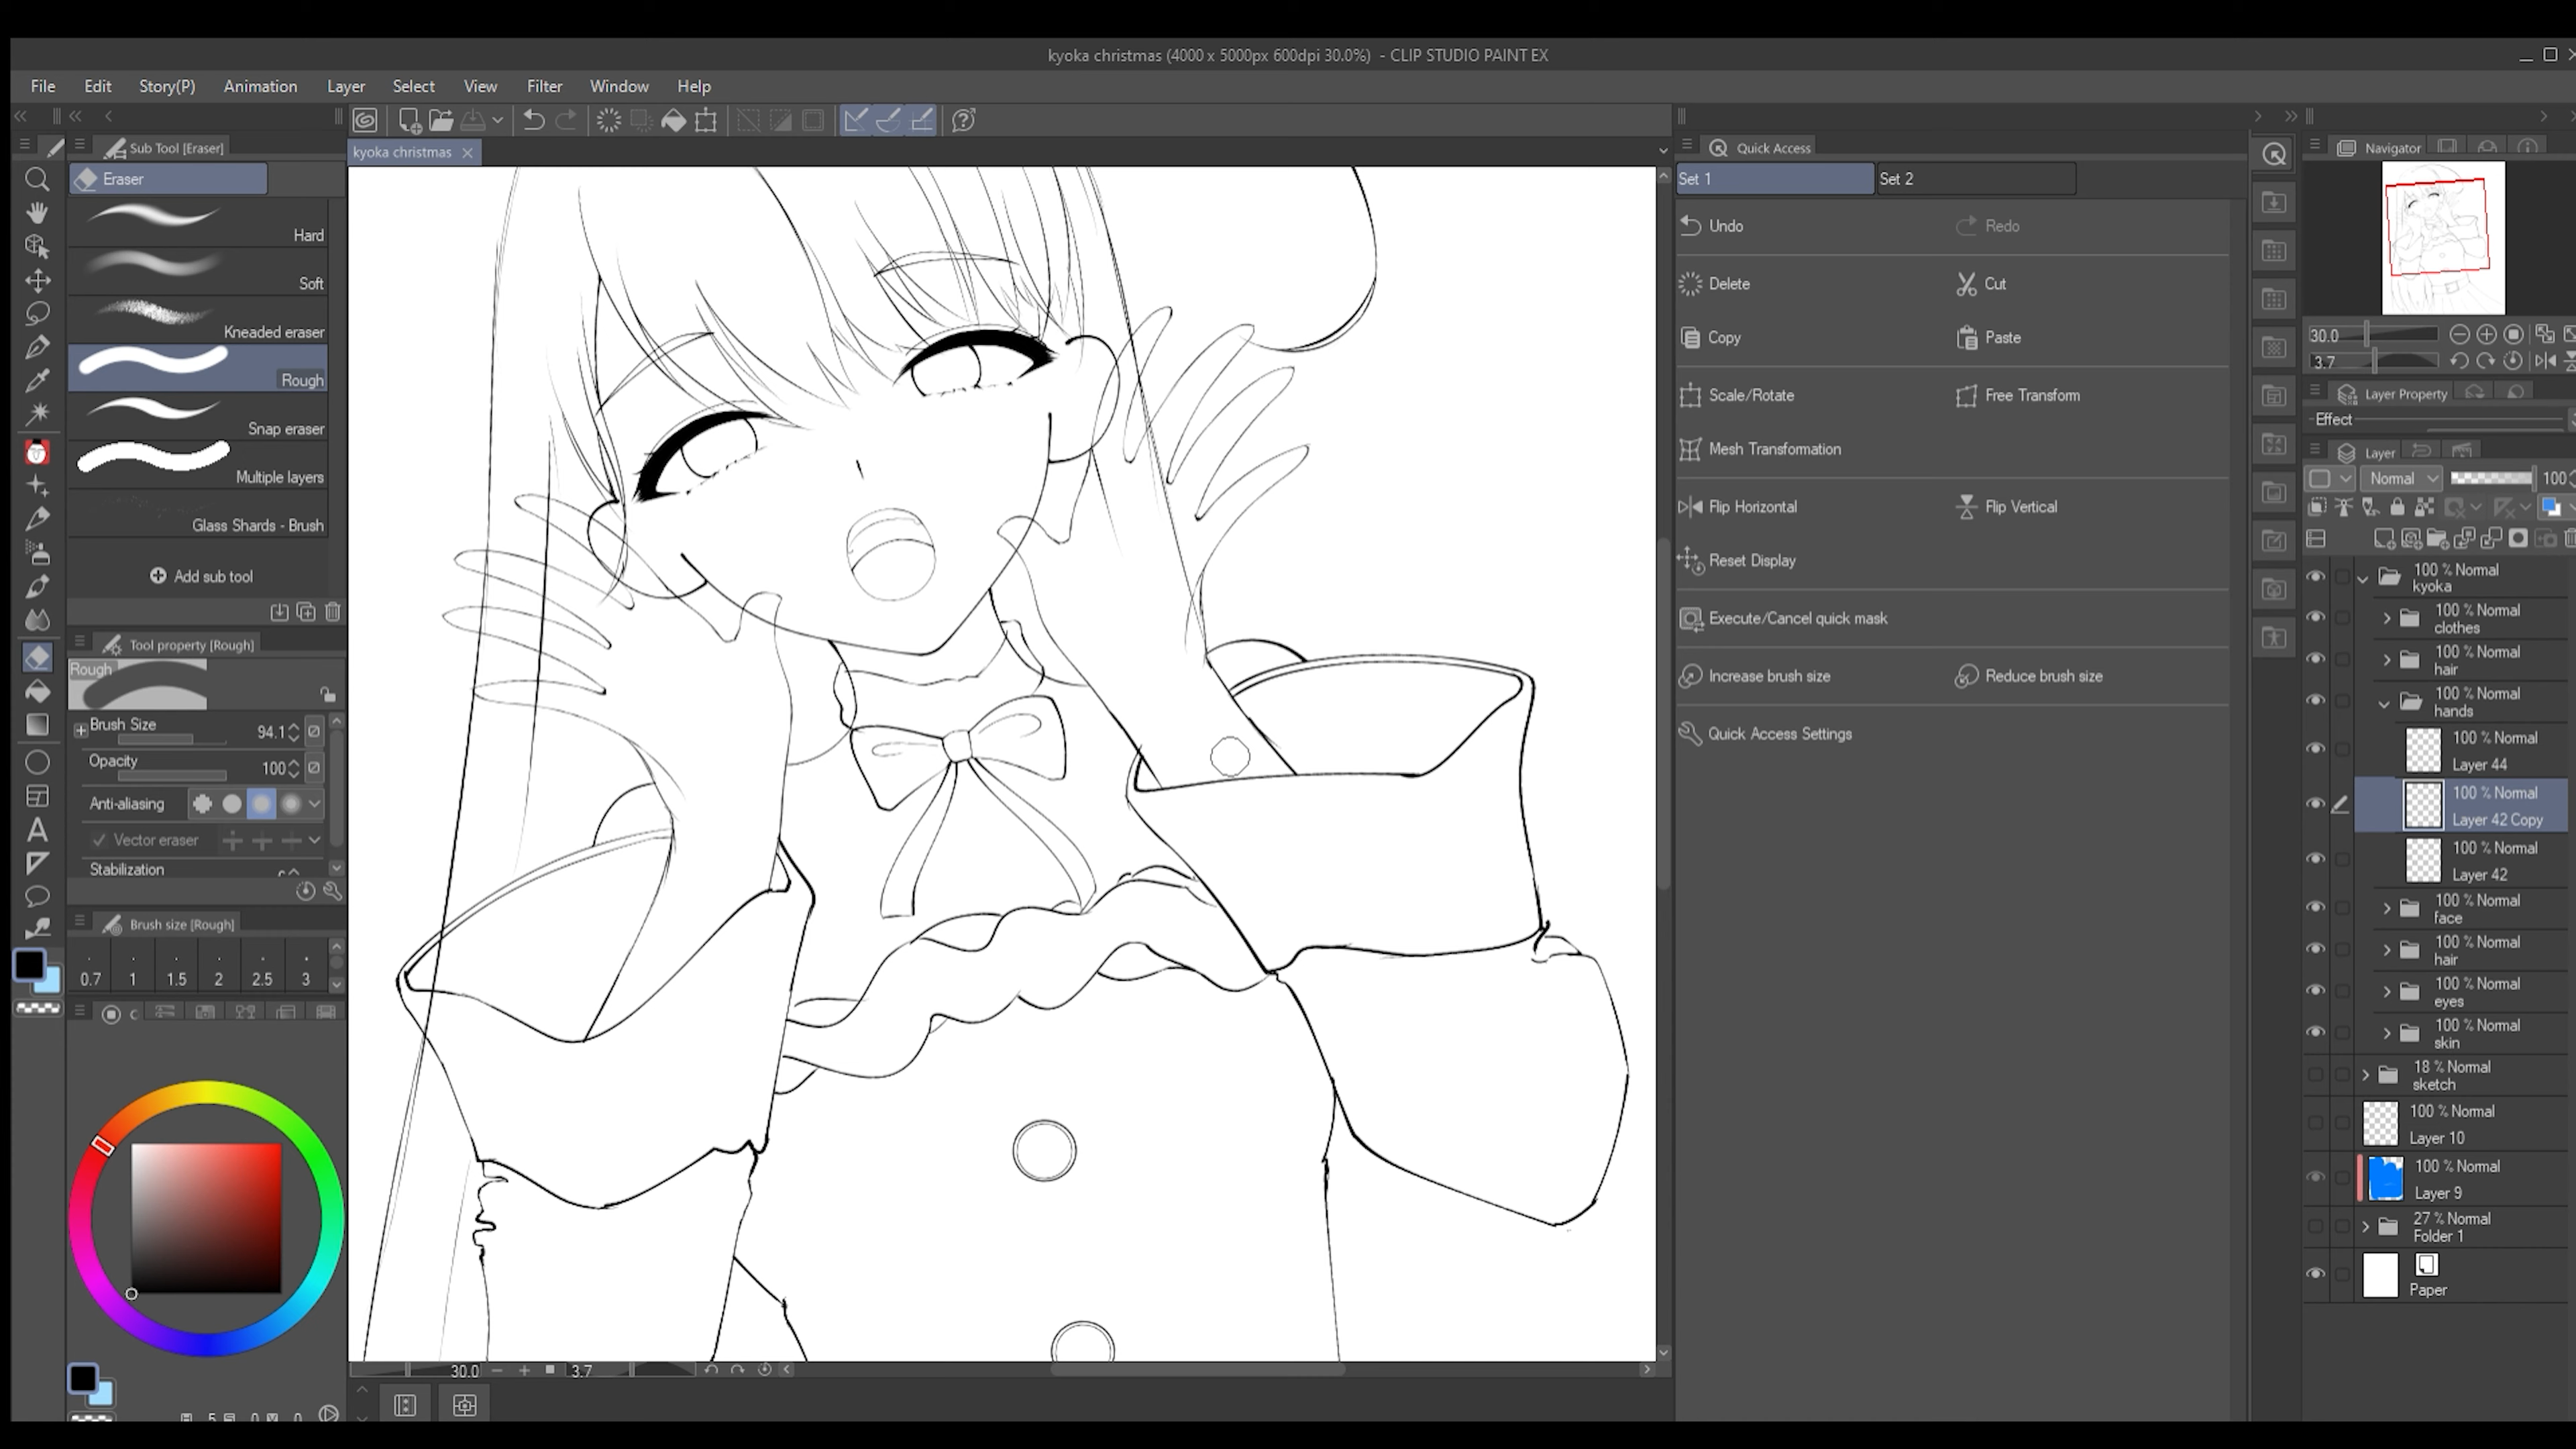 kyoka christmas (4000 x 5000px 600dpi 30.0%) - CLIP STUDIO PAINT EX
File Edit Story(P) Animation Layer Select View Filter Window Help
Sub Tool [Eraser]
Eraser
Hard
Soft
Kneaded eraser
Rough
Snap eraser
Multiple layers
Glass Shards - Brush
Add sub tool
Tool property [Rough]
Rough
Brush Size 94.1
Opacity 100
Anti-aliasing
Vector eraser
Stabilization
Brush size [Rough]
0.7 1 1.5 2 2.5 3
kyoka christmas
30.0 3.7
Quick Access
Set 1 Set 2
Undo Redo
Delete Cut
Copy Paste
Scale/Rotate Free Transform
Mesh Transformation
Flip Horizontal Flip Vertical
Reset Display
Execute/Cancel quick mask
Increase brush size Reduce brush size
Quick Access Settings
Navigator
30.0
3.7
Layer Property
Effect
Layer
Normal 100
100 % Normal
kyoka
100 % Normal
clothes
100 % Normal
hair
100 % Normal
hands
100 % Normal
Layer 44
100 % Normal
Layer 42 Copy
100 % Normal
Layer 42
100 % Normal
face
100 % Normal
hair
100 % Normal
eyes
100 % Normal
skin
18 % Normal
sketch
100 % Normal
Layer 10
100 % Normal
Layer 9
27 % Normal
Folder 1
Paper